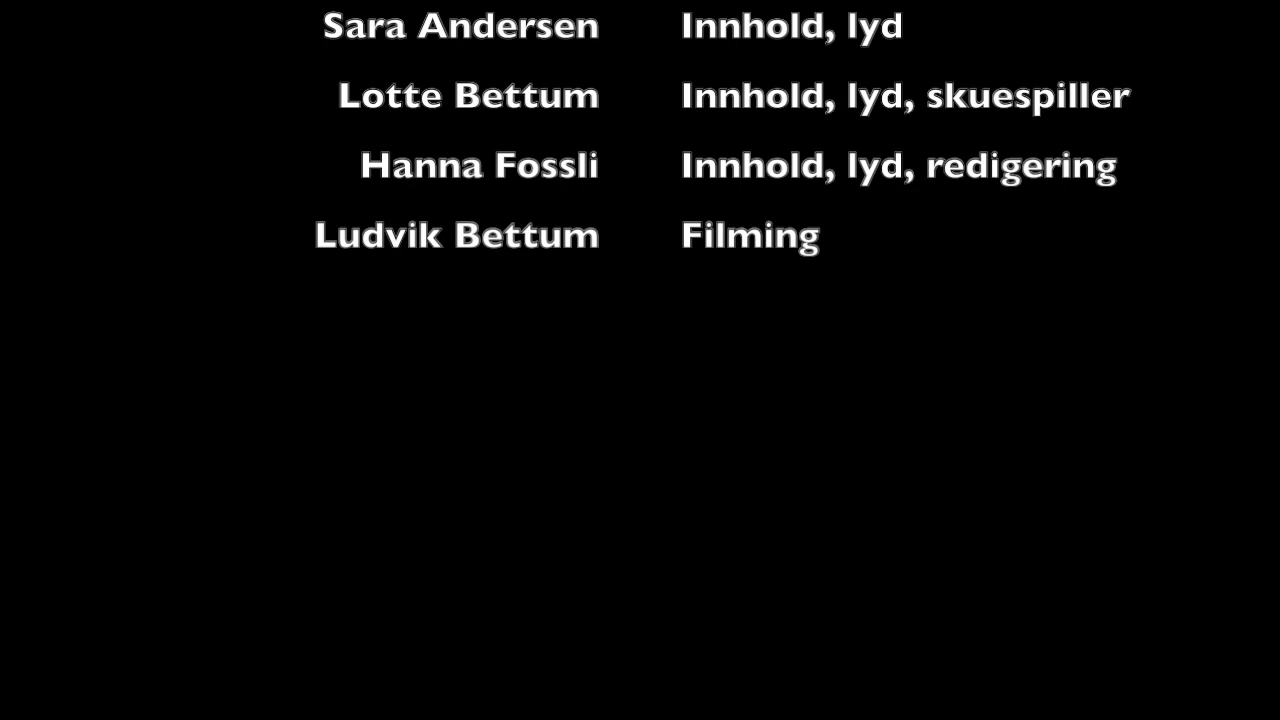 Sara Andersen Innhold, lyd
Lotte Bettum Innhold, lyd, skuespiller
Hanna Fossli Innhold, lyd, redigering
Ludvik Bettum Filming